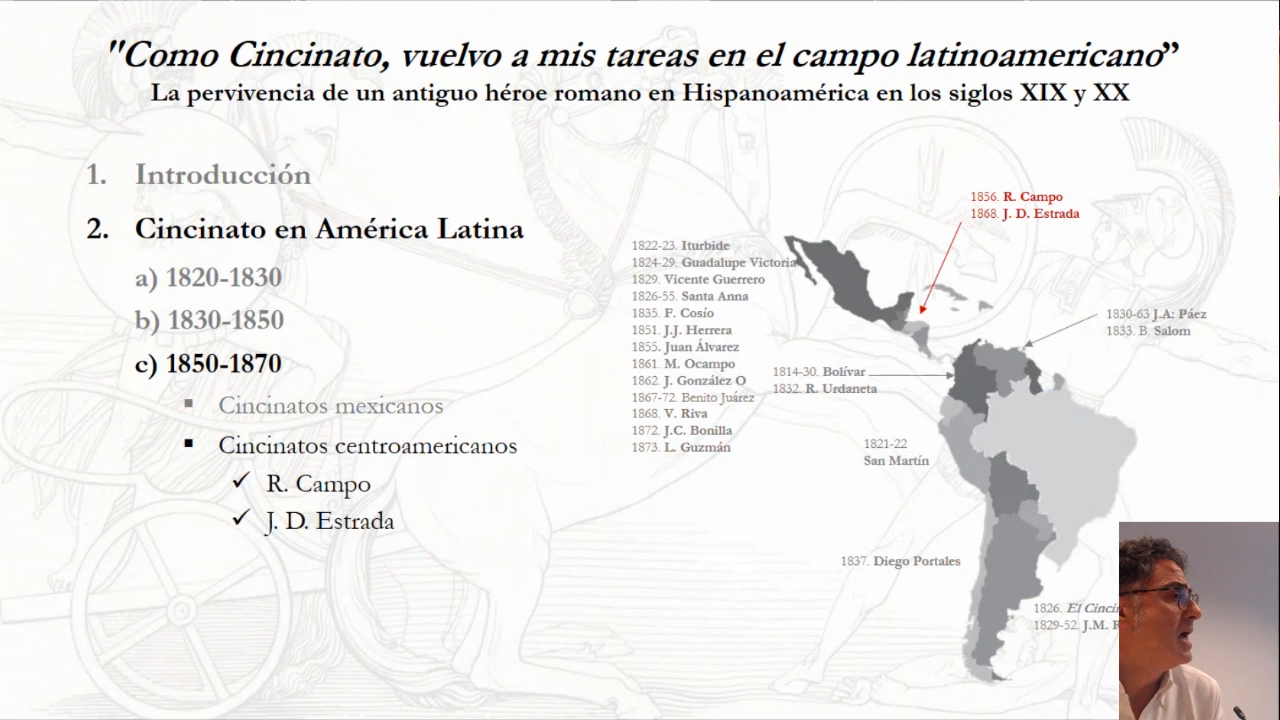 "Como Cincinato, vuelvo a mis tareas en el campo latinoamericano”
La pervivencia de un antiguo héroe romano en Hispanoamérica en los siglos XIX y XX
1. Introducción
2. Cincinato en América Latina
a) 1820-1830
b) 1830-1850
c) 1850-1870
▪ Cincinatos mexicanos
▪ Cincinatos centroamericanos
✓ R. Campo
✓ J. D. Estrada
1856. R. Campo
1868. J. D. Estrada
1822-23. Iturbide
1824-29. Guadalupe Victoria
1829. Vicente Guerrero
1826-55. Santa Anna
1835. F. Cosío
1851. J.J. Herrera
1855. Juan Álvarez
1861. M. Ocampo
1862. J. González O
1867-72. Benito Juárez
1868. V. Riva
1872. J.C. Bonilla
1873. L. Guzmán
1830-63 J.A: Páez
1833. B. Salom
1814-30. Bolívar
1832. R. Urdaneta
1821-22
San Martín
1837. Diego Portales
1826. El
1829-52. J.M.